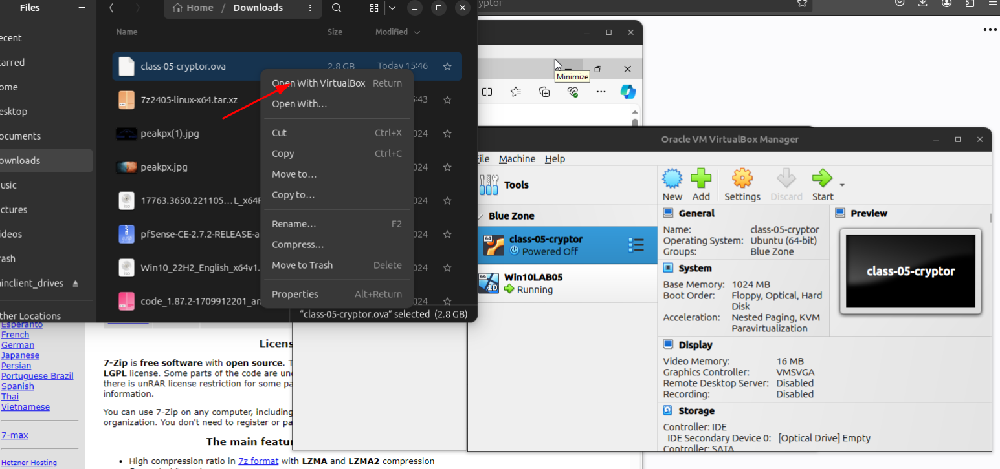 Files
Home / Downloads
Name Size Modified
ecent
arred
ome
esktop
ocuments
ownloads
usic
ctures
ideos
rash
inclient_drives
ther Locations
class-05-cryptor.ova 2.8 GB Today 15:46
7z2405-linux-x64.tar.xz 5:43
peakpx(1).jpg 024
peakpx.jpg 024
17763.3650.221105…L_x64F 024
pfSense-CE-2.7.2-RELEASE-a 024
Win10_22H2_English_x64v1. 024
code_1.87.2-1709912201_am 024
Open With VirtualBox Return
Open With…
Cut Ctrl+X
Copy Ctrl+C
Move to…
Copy to…
Rename… F2
Compress…
Move to Trash Delete
Properties Alt+Return
“class-05-cryptor.ova” selected (2.8 GB)
ryptor
Minimize
Oracle VM VirtualBox Manager
File Machine Help
Tools
New Add Settings Discard Start
Blue Zone
64
class-05-cryptor
Powered Off
64
10
Win10LAB05
Running
General
Name: class-05-cryptor
Operating System: Ubuntu (64-bit)
Groups: Blue Zone
System
Base Memory: 1024 MB
Boot Order: Floppy, Optical, Hard
Disk
Acceleration: Nested Paging, KVM
Paravirtualization
Preview
class-05-cryptor
Display
Video Memory: 16 MB
Graphics Controller: VMSVGA
Remote Desktop Server: Disabled
Recording: Disabled
Storage
Controller: IDE
IDE Secondary Device 0: [Optical Drive] Empty
Controller: SATA
Esperanto
French
German
Japanese
Persian
Portuguese Brazil
Spanish
Thai
Vietnamese
7-max
Hetzner Hosting
Licens
7-Zip is free software with open source. T
LGPL license. Some parts of the code are un
there is unRAR license restriction for some pa
information.
You can use 7-Zip on any computer, including
organization. You don't need to register or pa
The main featu
• High compression ratio in 7z format with LZMA and LZMA2 compression